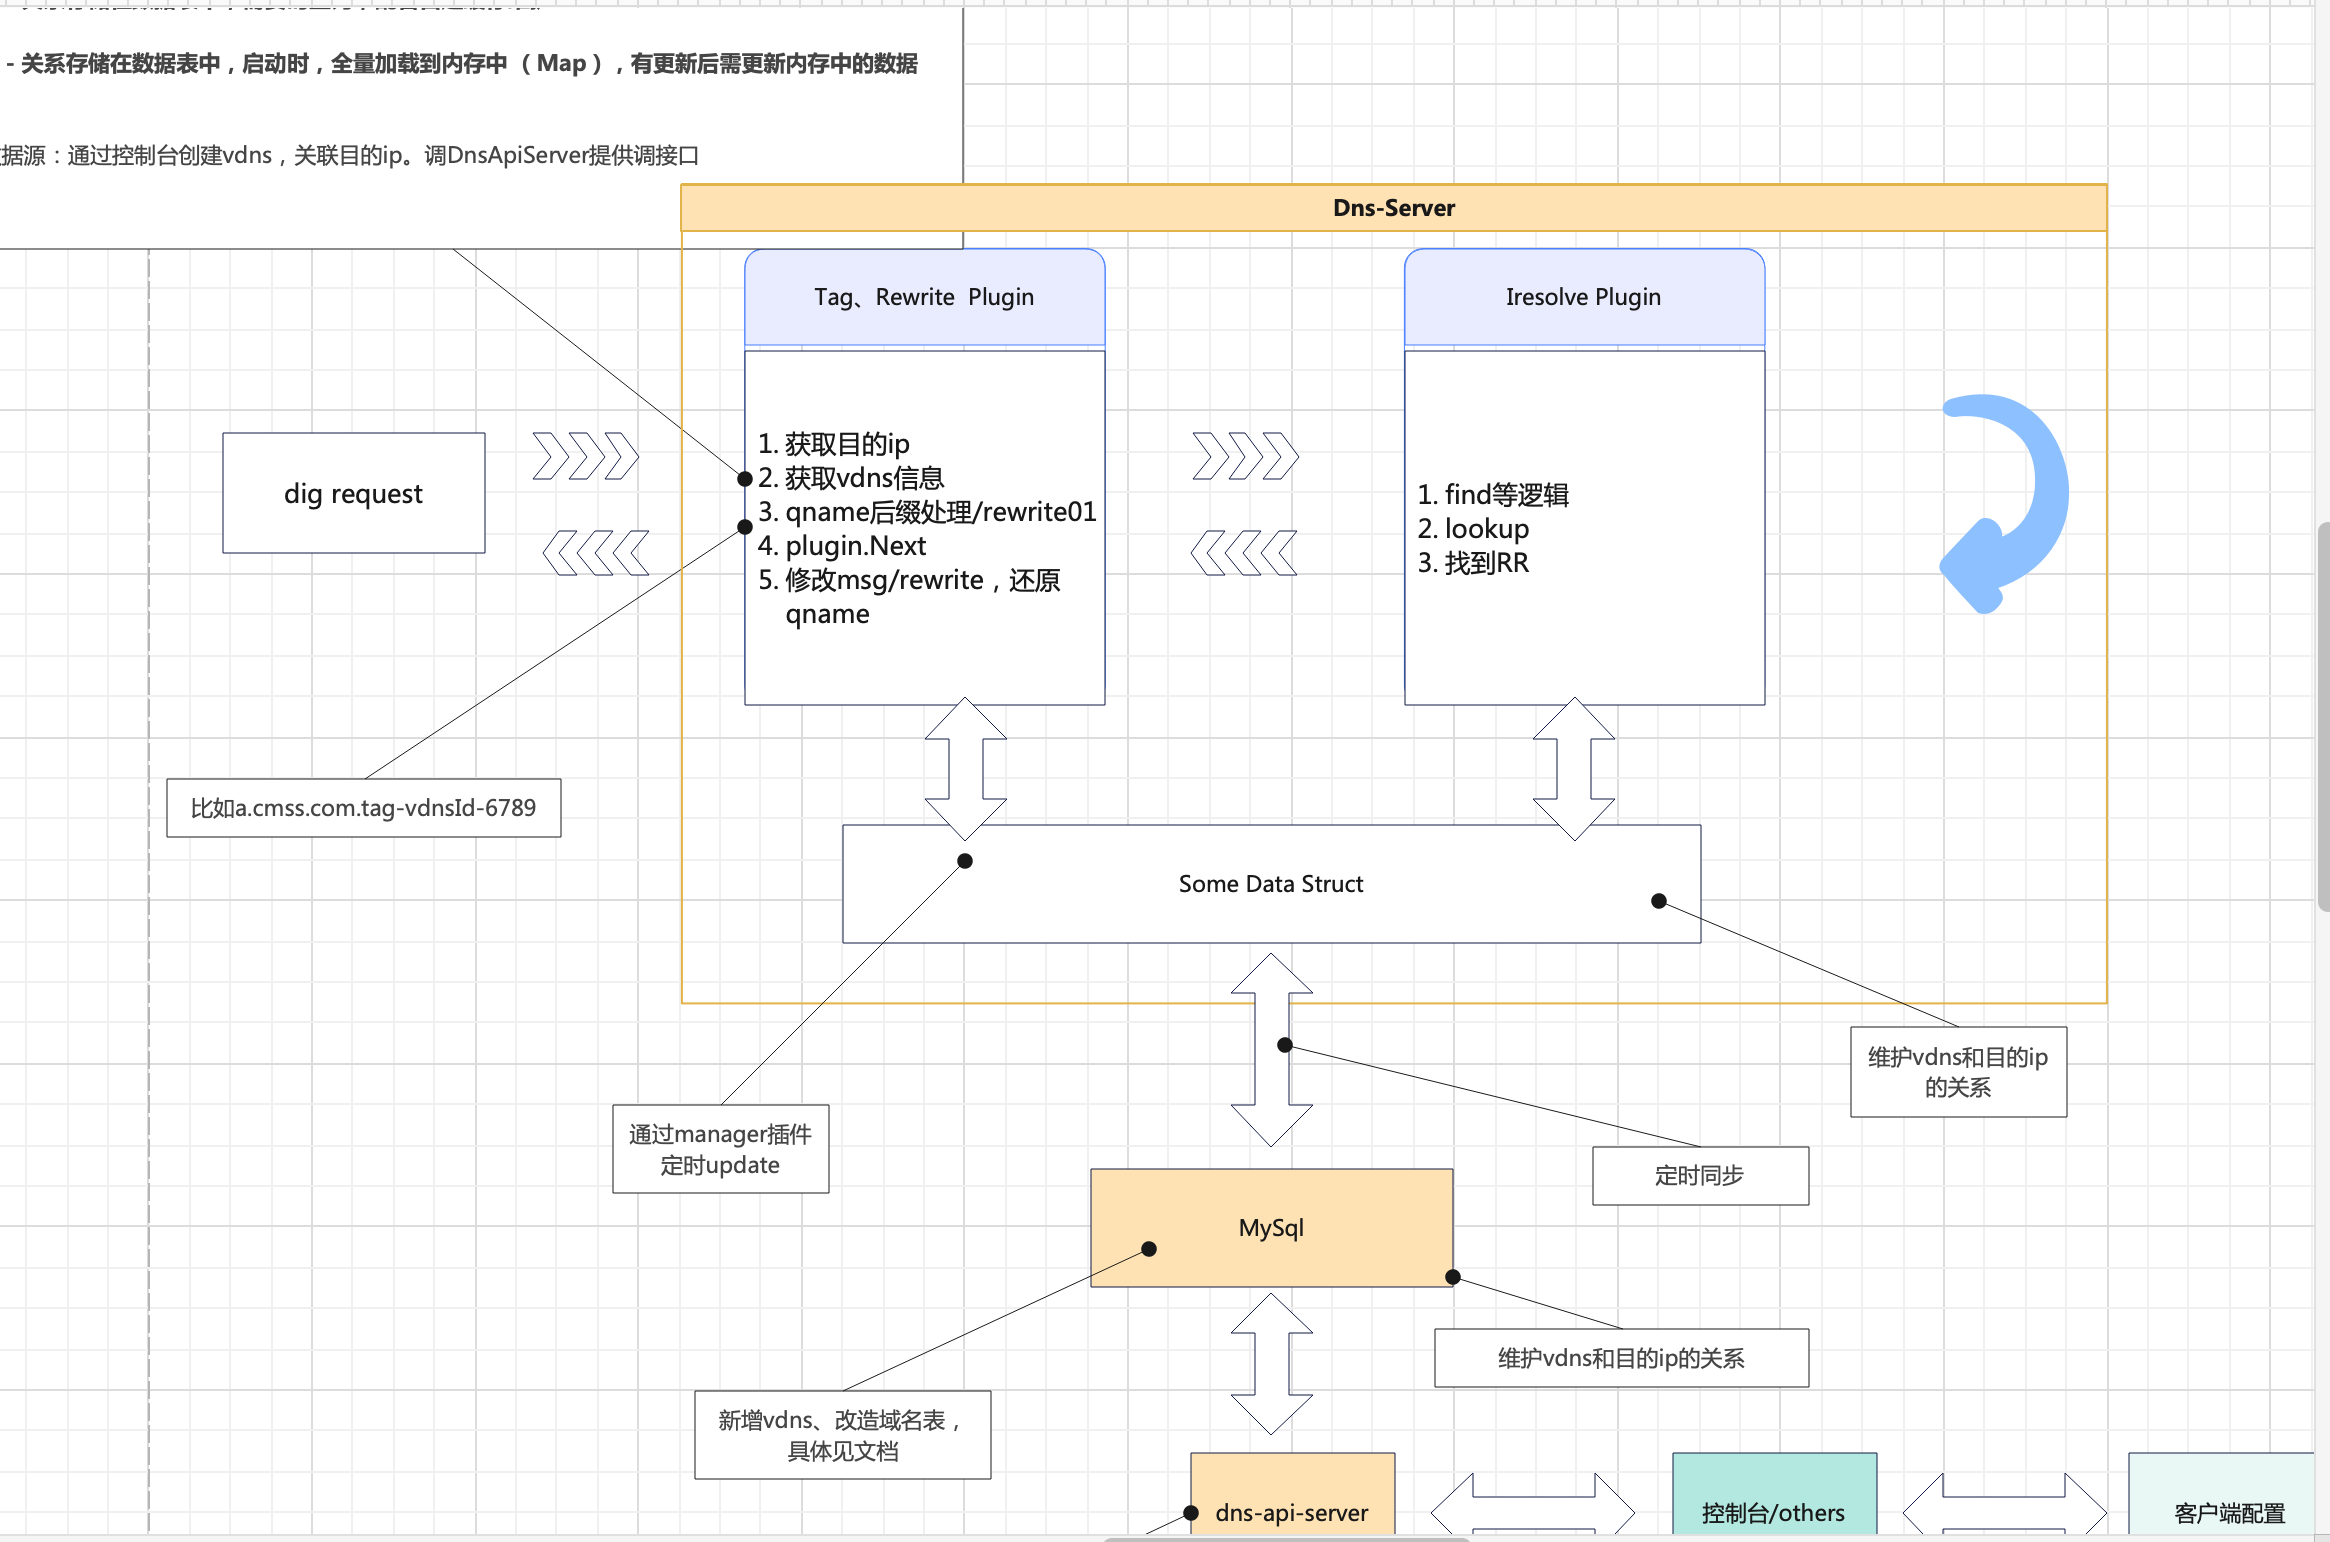 - 关系存储在数据表中，启动时，全量加载到内存中（Map），有更新后需更新内存中的数据
据源：通过控制台创建vdns，关联目的ip。调DnsApiServer提供调接口
Dns-Server
Tag、Rewrite Plugin
Iresolve Plugin
dig request
1. 获取目的ip
2. 获取vdns信息
3. qname后缀处理/rewrite01
4. plugin.Next
5. 修改msg/rewrite，还原
qname
1. find等逻辑
2. lookup
3. 找到RR
比如a.cmss.com.tag-vdnsId-6789
Some Data Struct
维护vdns和目的ip
的关系
通过manager插件
定时update
定时同步
MySql
维护vdns和目的ip的关系
新增vdns、改造域名表，
具体见文档
dns-api-server
控制台/others
客户端配置